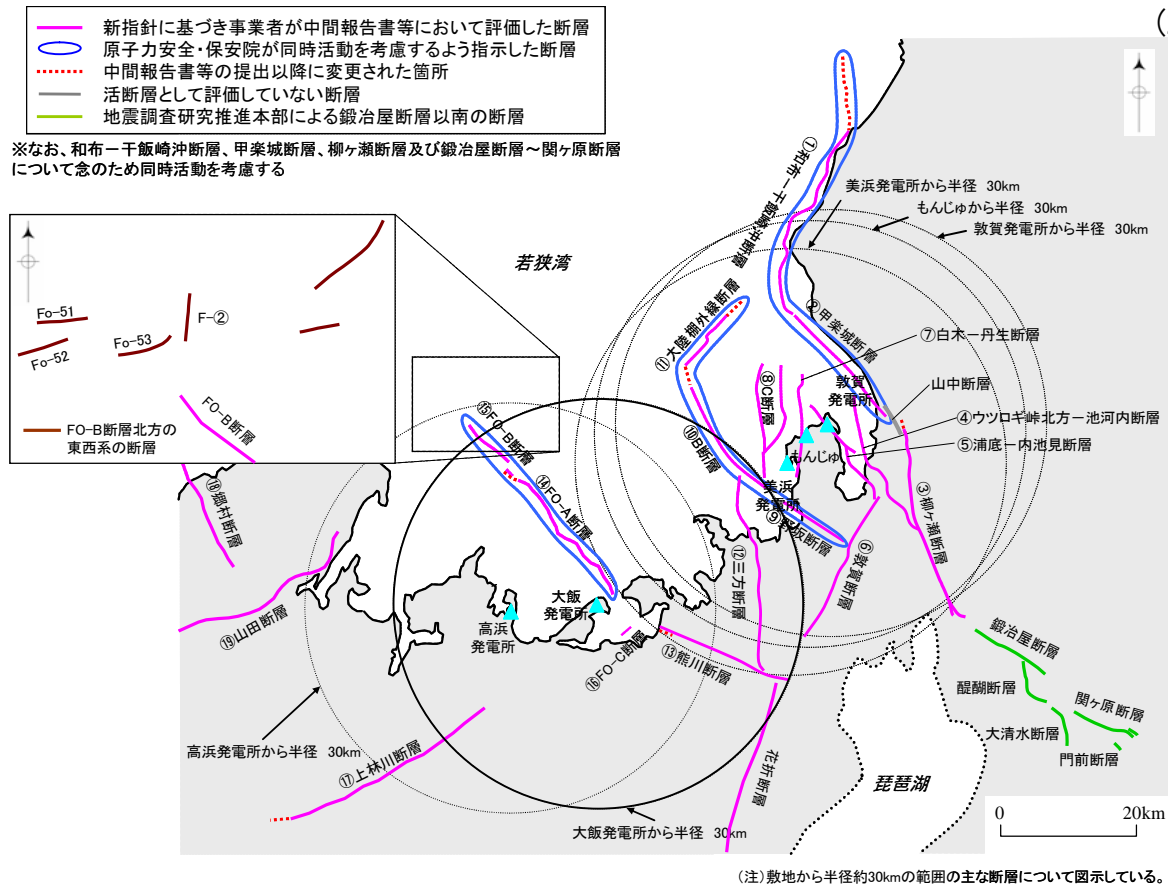 新指針に基づき事業者が中間報告書等において評価した断層
原子力安全・保安院が同時活動を考慮するよう指示した断層
中間報告書等の提出以降に変更された箇所
活断層として評価していない断層
地震調査研究推進本部による鍛冶屋断層以南の断層
※なお、和布－干飯崎沖断層、甲楽城断層、柳ヶ瀬断層及び鍛冶屋断層～関ヶ原断層
について念のため同時活動を考慮する
①和布－干飯崎沖断層
美浜発電所から半径 30km
もんじゅから半径 30km
敦賀発電所から半径 30km
若狭湾
Fo-51
Fo-52
Fo-53
F-②
FO-B断層
FO-B断層北方の
東西系の断層
⑪大陸棚外縁断層
②甲楽城断層
⑦白木－丹生断層
⑧C断層
敦賀
発電所
山中断層
④ウツロギ峠北方－池河内断層
⑤浦底－内池見断層
もんじゅ
⑩B断層
美浜
発電所
⑨野坂断層
③柳ヶ瀬断層
⑮FO-B断層
⑭FO-A断層
⑱郷村断層
⑫三方断層
⑥敦賀断層
大飯
発電所
高浜
発電所
⑲山田断層
⑯FO-C断層
⑬熊川断層
鍛冶屋断層
醍醐断層
関ヶ原断層
大清水断層
門前断層
高浜発電所から半径 30km
⑰上林川断層
花折断層
琵琶湖
大飯発電所から半径 30km
0
20km
(注)敷地から半径約30kmの範囲の主な断層について図示している。